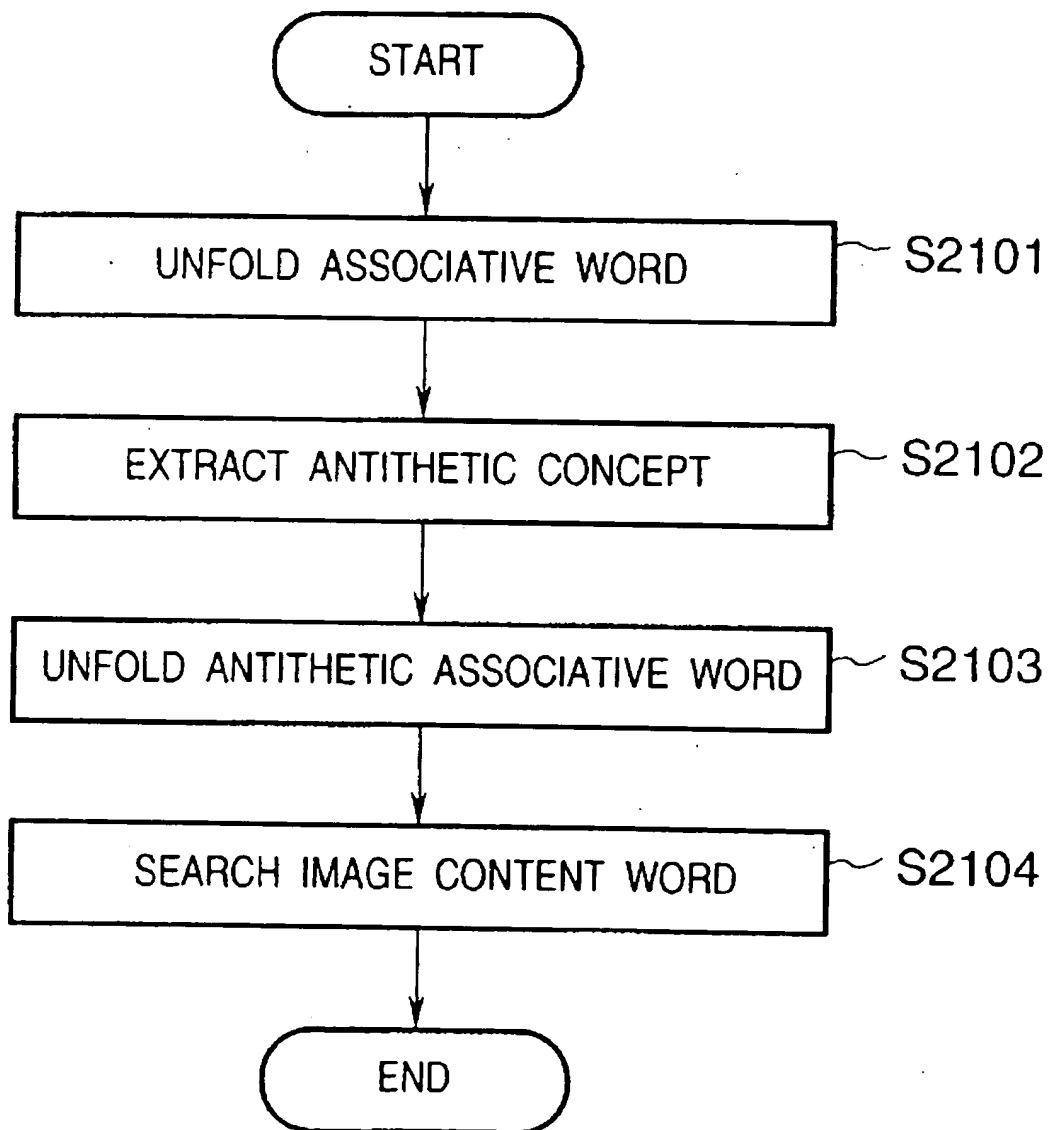 START
UNFOLD ASSOCIATIVE WORD S2101
EXTRACT ANTITHETIC CONCEPT S2102
UNFOLD ANTITHETIC ASSOCIATIVE WORD S2103
SEARCH IMAGE CONTENT WORD S2104
END